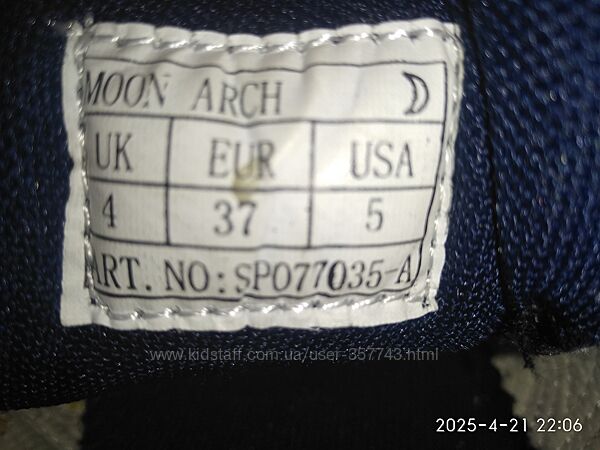 MOON ARCH
UK EUR USA
4 37 5
ART. NO: SP077035-A
www.kidstaff.com.ua/user-357743.html
2025-4-21 22:06